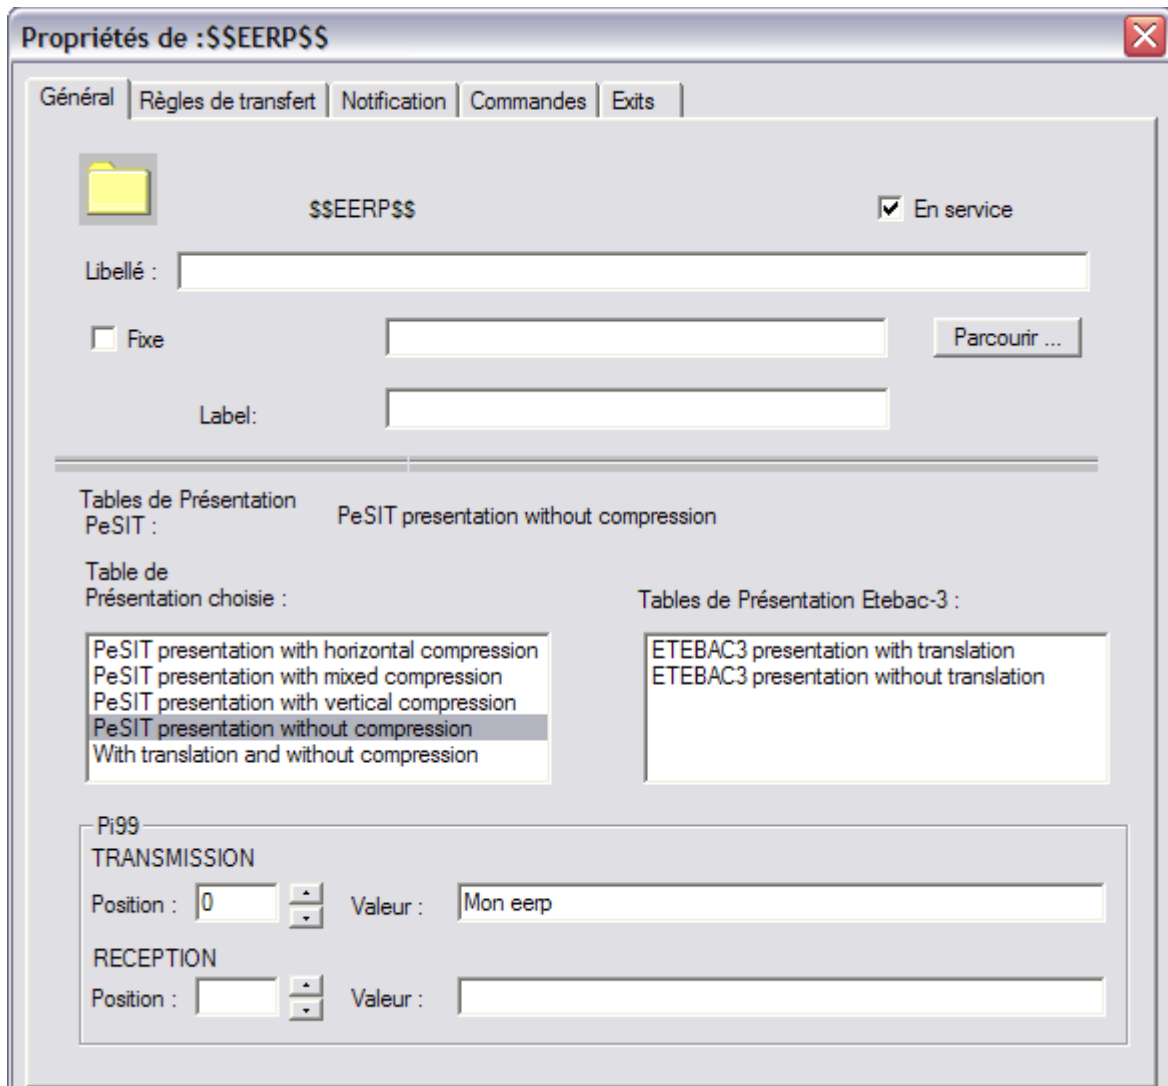 Propriétés de :$$EERP$$
Général Règles de transfert Notification Commandes Exits
$$EERP$$ En service
Libellé :
Fixe Parcourir ...
Label:
Tables de Présentation
PeSIT : PeSIT presentation without compression
Table de
Présentation choisie : Tables de Présentation Etebac-3 :
PeSIT presentation with horizontal compression ETEBAC3 presentation with translation
PeSIT presentation with mixed compression ETEBAC3 presentation without translation
PeSIT presentation with vertical compression
PeSIT presentation without compression
With translation and without compression
Pi99
TRANSMISSION
Position : 0 Valeur : Mon eerp
RECEPTION
Position : Valeur :